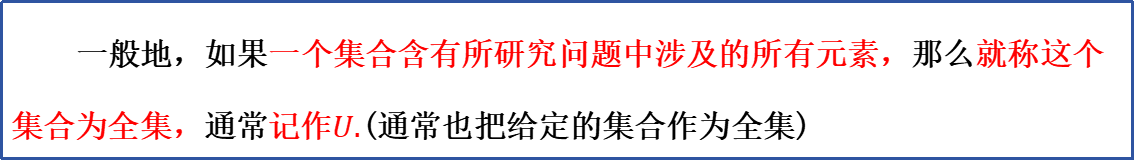 一般地，如果一个集合含有所研究问题中涉及的所有元素，那么就称这个
集合为全集，通常记作U.(通常也把给定的集合作为全集)